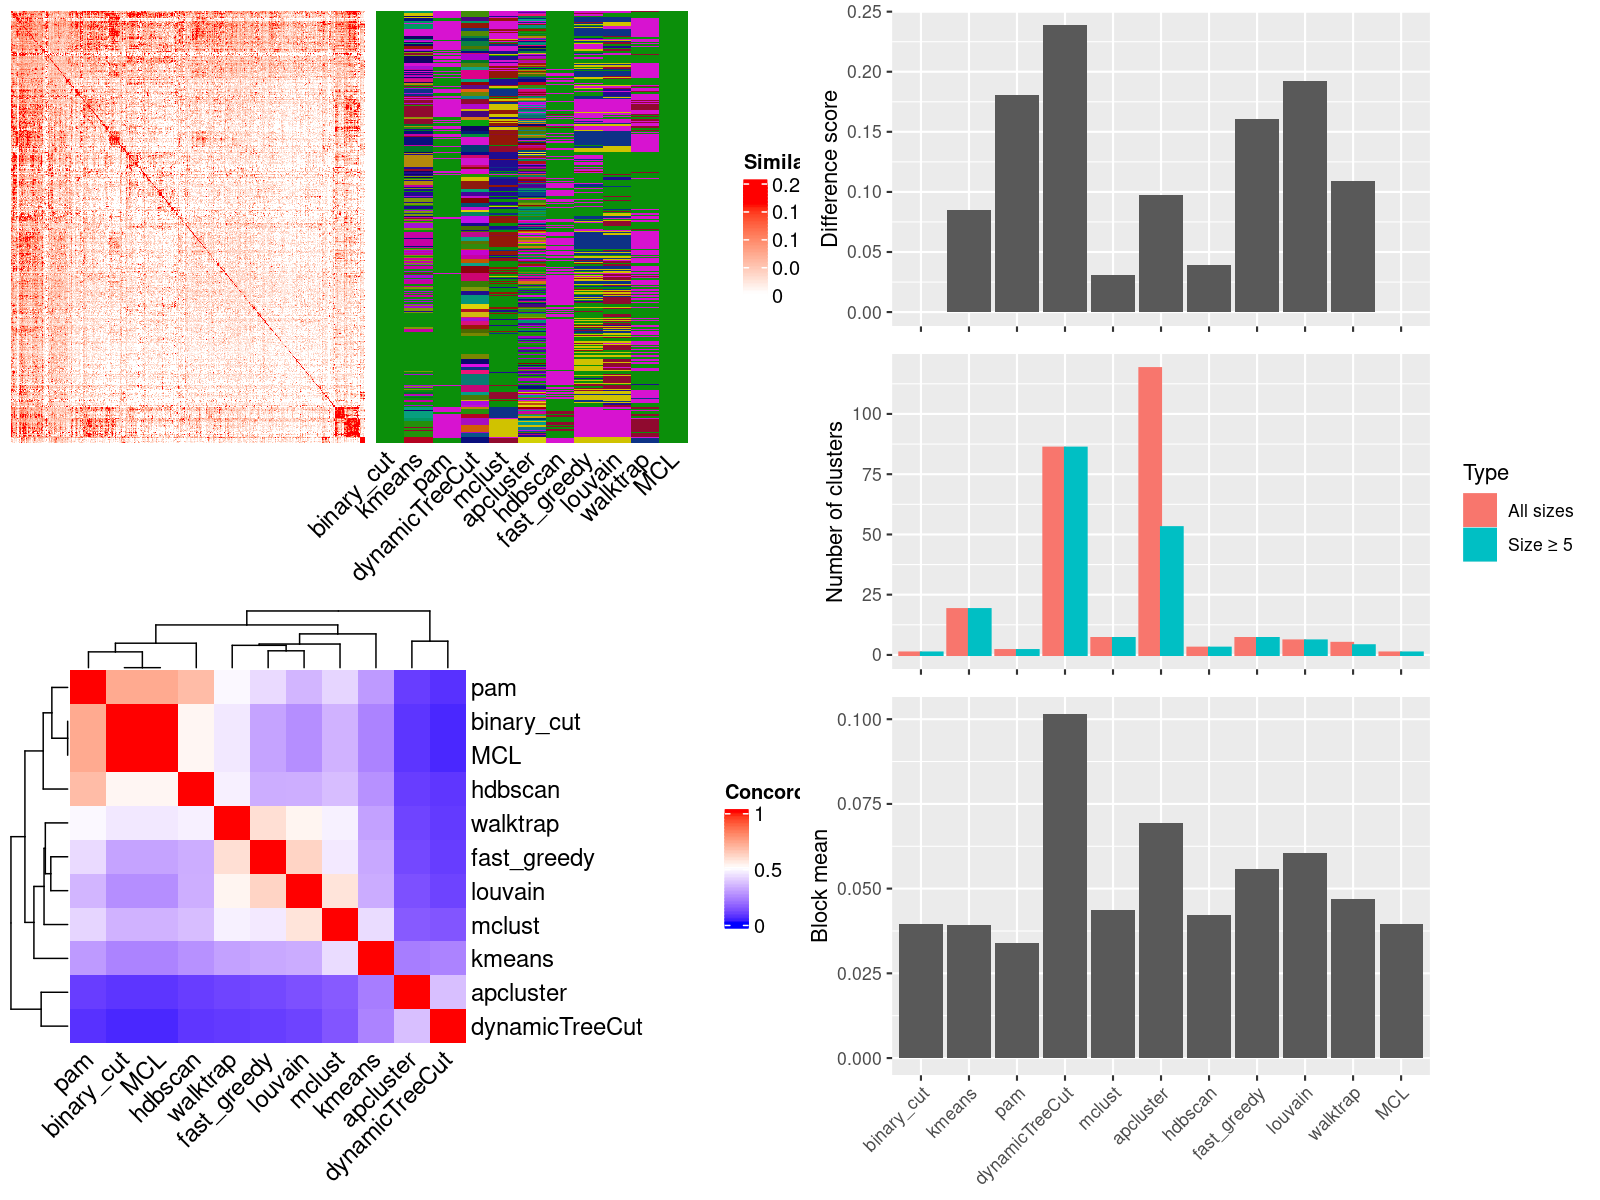 Simila
0.2
0.1
0.1
0.0
0
binary_cut
kmeans
pam
dynamicTreeCut
mclust
apcluster
hdbscan
fast_greedy
louvain
walktrap
MCL
pam
binary_cut
MCL
hdbscan
walktrap
fast_greedy
louvain
mclust
kmeans
apcluster
dynamicTreeCut
pam
binary_cut
MCL
hdbscan
walktrap
fast_greedy
louvain
mclust
kmeans
apcluster
dynamicTreeCut
Concord
1
0.5
0
Difference score
0.25
0.20
0.15
0.10
0.05
0.00
Number of clusters
100
75
50
25
0
Type
All sizes
Size ≥ 5
Block mean
0.100
0.075
0.050
0.025
0.000
binary_cut
kmeans
pam
dynamicTreeCut
mclust
apcluster
hdbscan
fast_greedy
louvain
walktrap
MCL